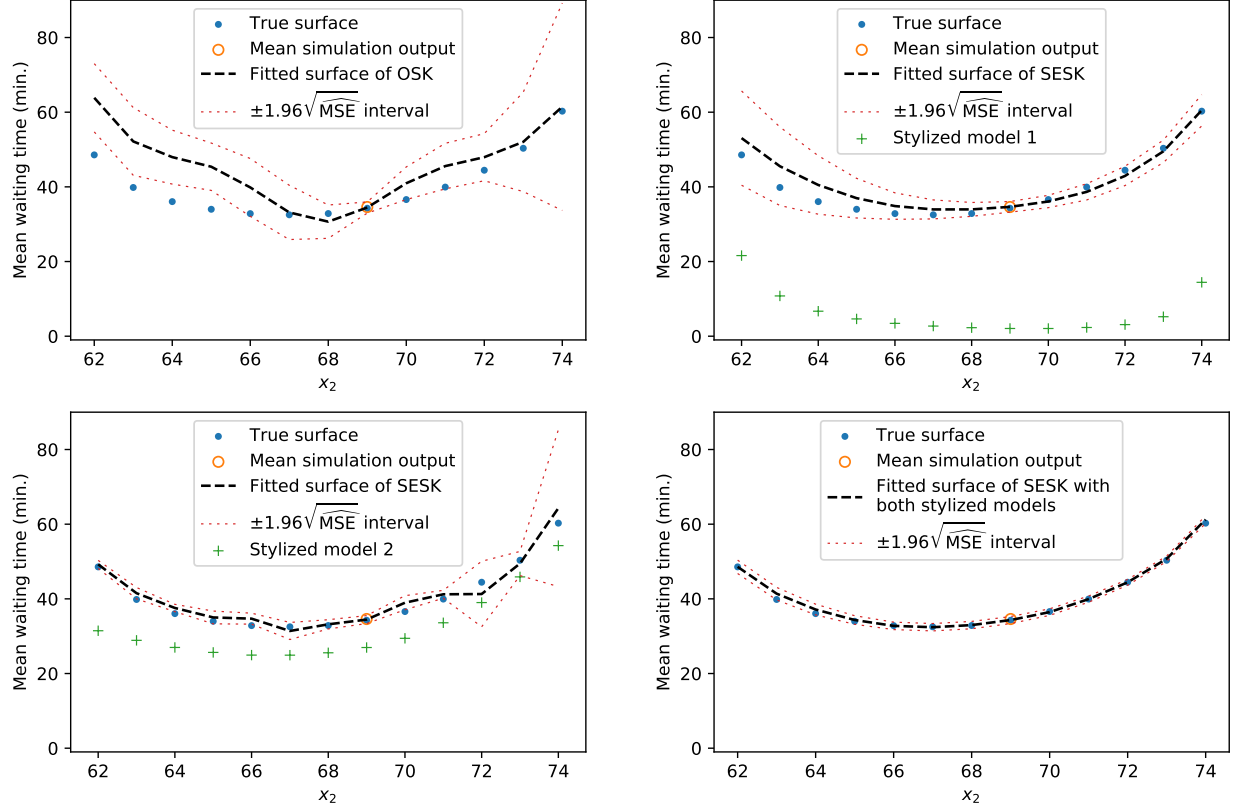 True surface
Mean simulation output
Fitted surface of OSK
±1.96√MSE interval
Mean waiting time (min.)
0
20
40
60
80
62 64 66 68 70 72 74
x₂
True surface
Mean simulation output
Fitted surface of SESK
±1.96√MSE interval
Stylized model 1
Mean waiting time (min.)
0
20
40
60
80
62 64 66 68 70 72 74
x₂
True surface
Mean simulation output
Fitted surface of SESK
±1.96√MSE interval
Stylized model 2
Mean waiting time (min.)
0
20
40
60
80
62 64 66 68 70 72 74
x₂
True surface
Mean simulation output
Fitted surface of SESK with
both stylized models
±1.96√MSE interval
Mean waiting time (min.)
0
20
40
60
80
62 64 66 68 70 72 74
x₂